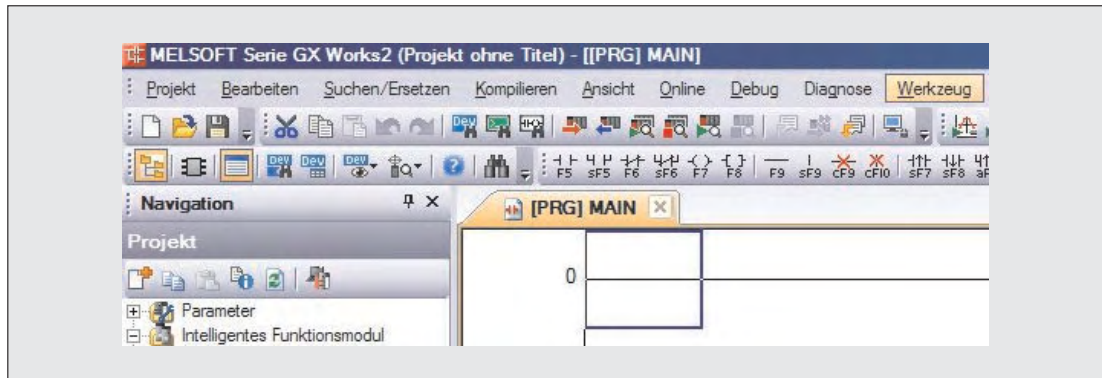 MELSOFT Serie GX Works2 (Projekt ohne Titel) - [[PRG] MAIN]
Projekt Bearbeiten Suchen/Ersetzen Kompilieren Ansicht Online Debug Diagnose Werkzeug
F5 sF5 F6 sF6 F7 F8 F9 sF9 cF9 cF10 sF7 sF8
Navigation
[PRG] MAIN
Projekt
0
Parameter
Intelligentes Funktionsmodul